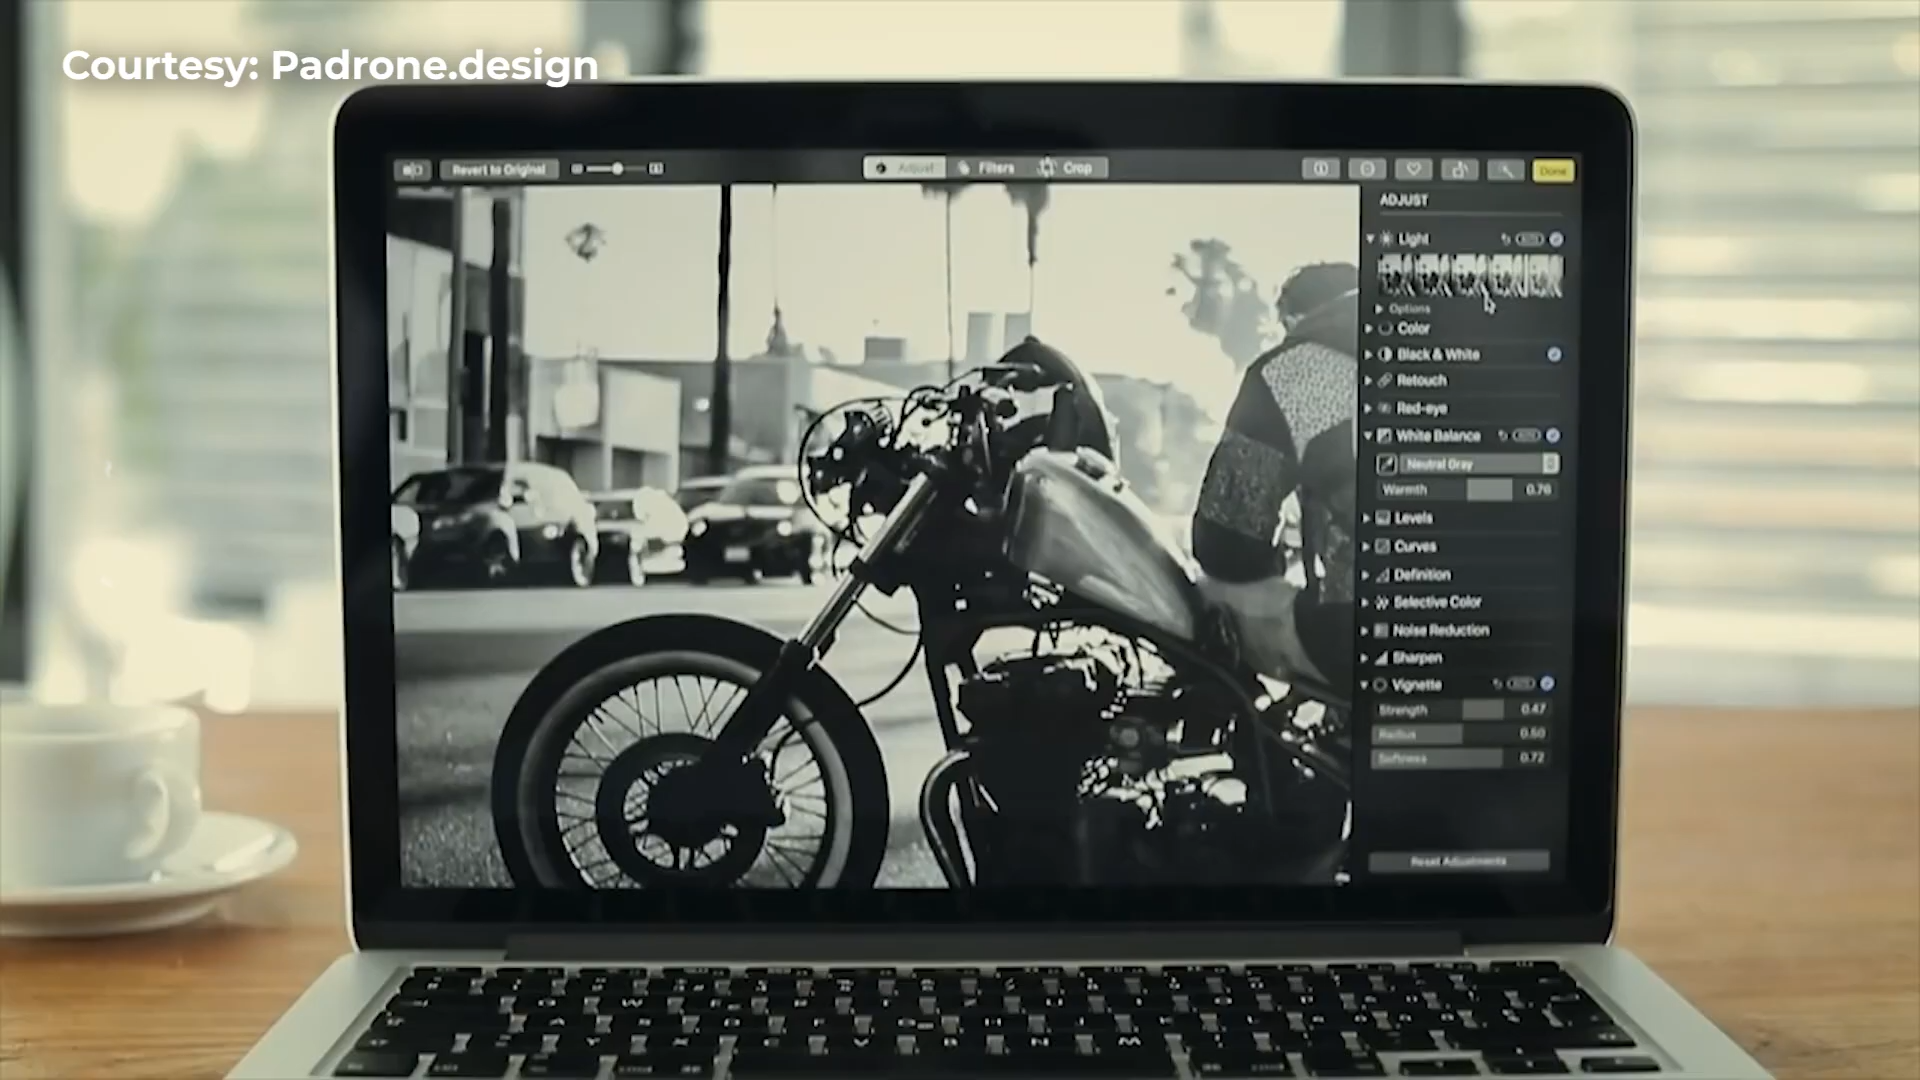 Courtesy: Padrone.design
Revert to Original
Adjust
Filters
Crop
Done
ADJUST
Light
Options
Color
Black & White
Retouch
Red-eye
White Balance
Neutral Gray
Warmth 0.76
Levels
Curves
Definition
Selective Color
Noise Reduction
Sharpen
Vignette
Strength 0.47
Radius 0.50
Softness 0.72
Reset Adjustments